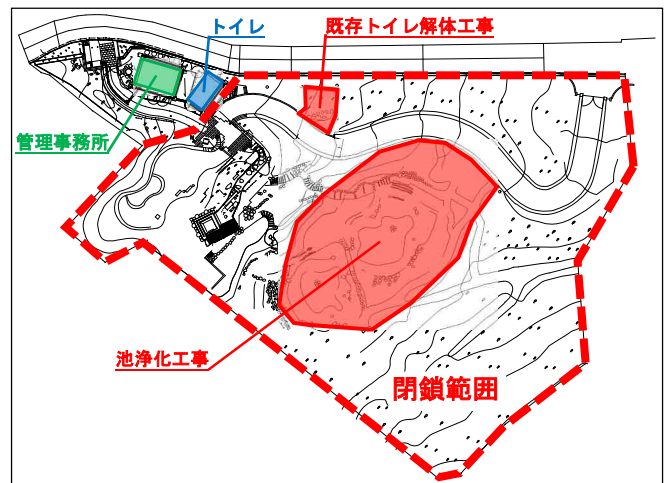 トイレ
既存トイレ解体工事
管理事務所
池浄化工事
閉鎖範囲